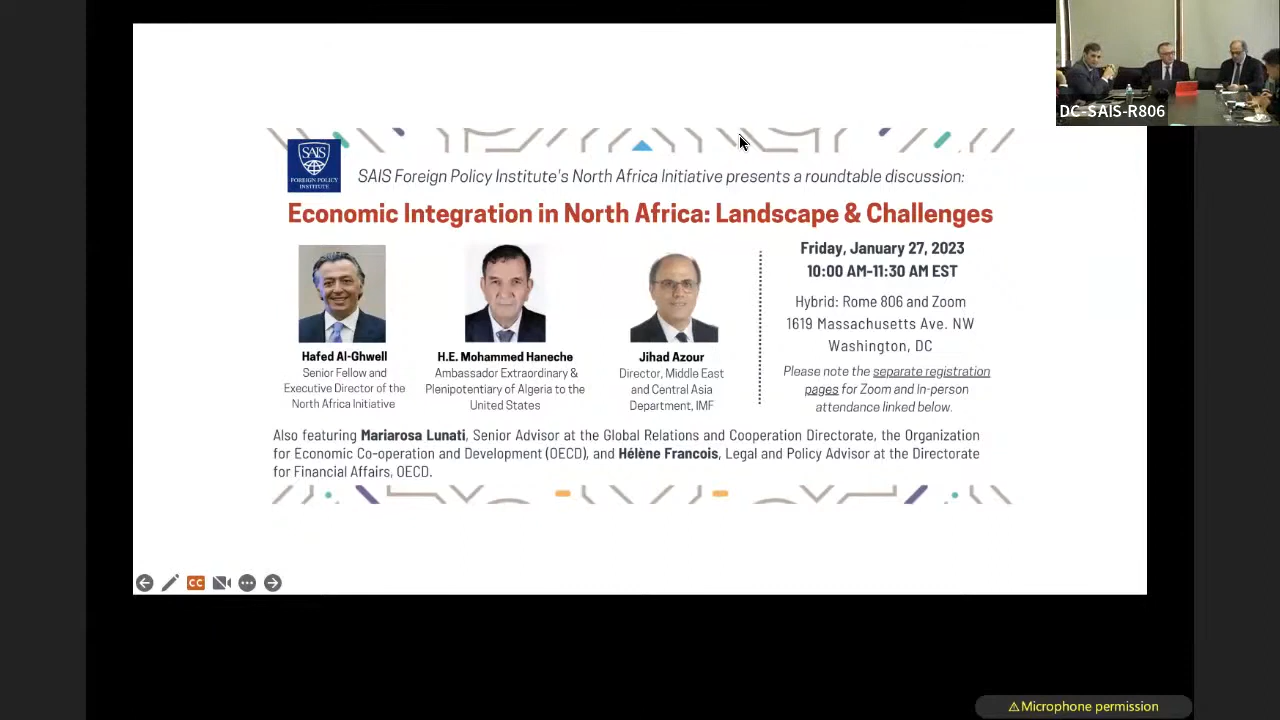 DC-SAIS-R806
SAIS
FOREIGN POLICY
INSTITUTE
SAIS Foreign Policy Institute's North Africa Initiative presents a roundtable discussion:
Economic Integration in North Africa: Landscape & Challenges
Hafed Al-Ghwell
Senior Fellow and
Executive Director of the
North Africa Initiative
H.E. Mohammed Haneche
Ambassador Extraordinary &
Plenipotentiary of Algeria to the
United States
Jihad Azour
Director, Middle East
and Central Asia
Department, IMF
Friday, January 27, 2023
10:00 AM-11:30 AM EST
Hybrid: Rome 806 and Zoom
1619 Massachusetts Ave. NW
Washington, DC
Please note the separate registration
pages for Zoom and In-person
attendance linked below.
Also featuring Mariarosa Lunati, Senior Advisor at the Global Relations and Cooperation Directorate, the Organization
for Economic Co-operation and Development (OECD), and Hélène Francois, Legal and Policy Advisor at the Directorate
for Financial Affairs, OECD.
CC
⚠Microphone permission